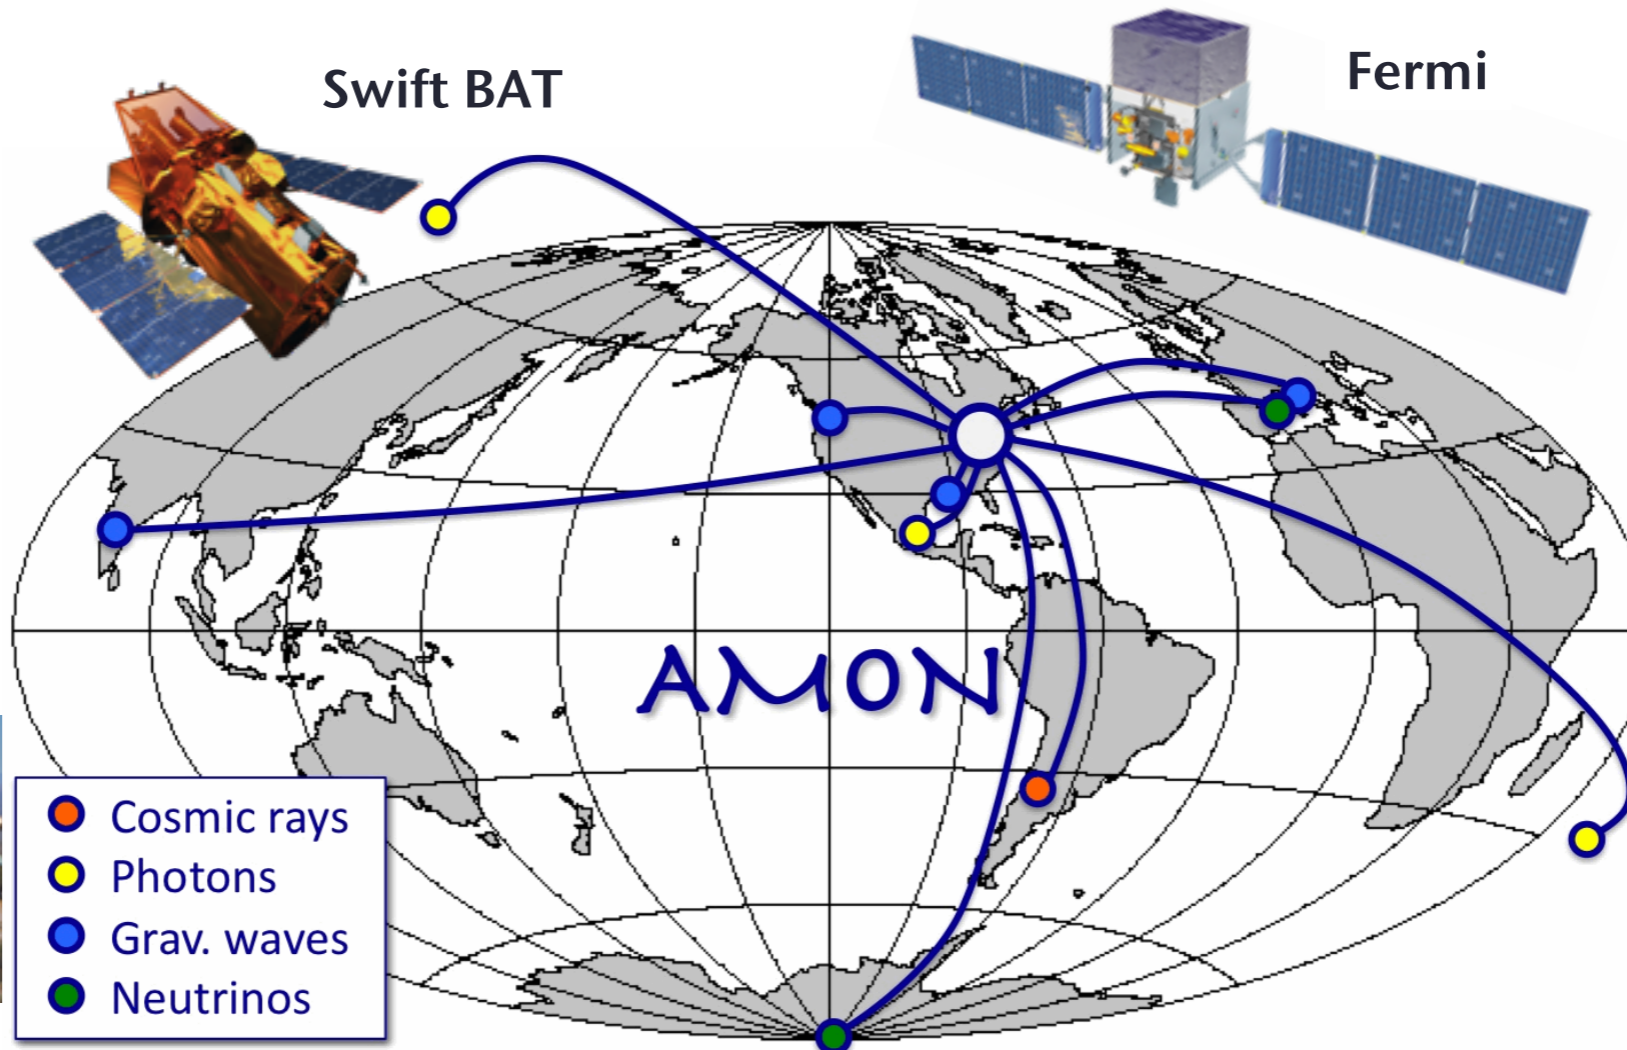 Swift BAT
Fermi
AMON
Cosmic rays
Photons
Grav. waves
Neutrinos